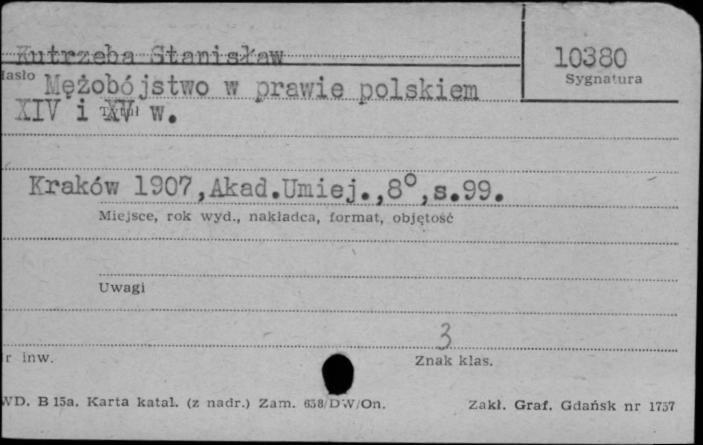 Kutrzeba Stanisław
10380
Hasło Mężobójstwo w prawie polskiem
Sygnatura
XIV i XV w.
Tytuł
Kraków 1907,Akad.Umiej.,8°,s.99.
Miejsce, rok wyd., nakładca, format, objętość
Uwagi
3
r inw.
Znak klas.
WD. B 15a. Karta katal. (z nadr.) Zam. 638/DW/On.
Zakł. Graf. Gdańsk nr 1757